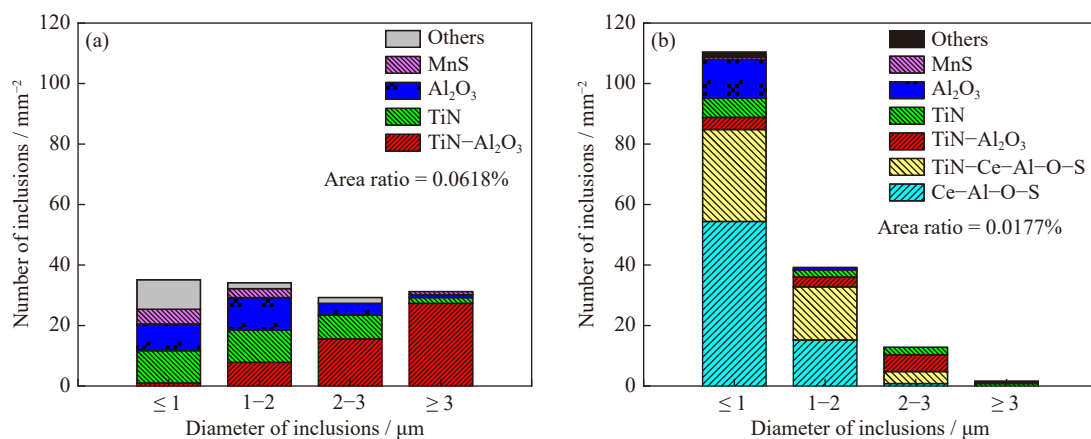 (a)
Others
MnS
Al₂O₃
TiN
TiN−Al₂O₃
Area ratio = 0.0618%
120
100
80
60
40
20
0
Number of inclusions / mm⁻²
≤ 1
1−2
2−3
≥ 3
Diameter of inclusions / μm
(b)
Others
MnS
Al₂O₃
TiN
TiN−Al₂O₃
TiN−Ce−Al−O−S
Ce−Al−O−S
Area ratio = 0.0177%
120
100
80
60
40
20
0
Number of inclusions / mm⁻²
≤ 1
1−2
2−3
≥ 3
Diameter of inclusions / μm